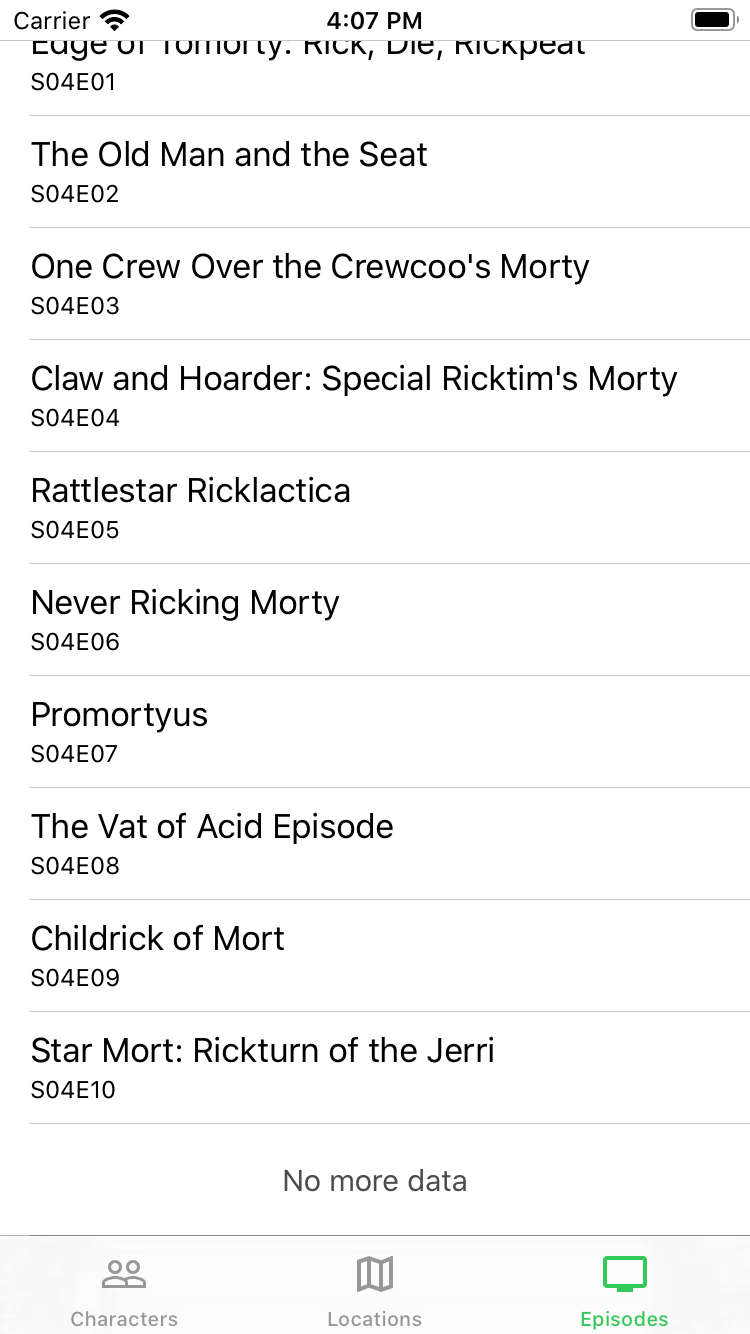 Carrier 4:07 PM
Edge of Tomorty: Rick, Die, Rickpeat
S04E01
The Old Man and the Seat
S04E02
One Crew Over the Crewcoo's Morty
S04E03
Claw and Hoarder: Special Ricktim's Morty
S04E04
Rattlestar Ricklactica
S04E05
Never Ricking Morty
S04E06
Promortyus
S04E07
The Vat of Acid Episode
S04E08
Childrick of Mort
S04E09
Star Mort: Rickturn of the Jerri
S04E10
No more data
Characters Locations Episodes